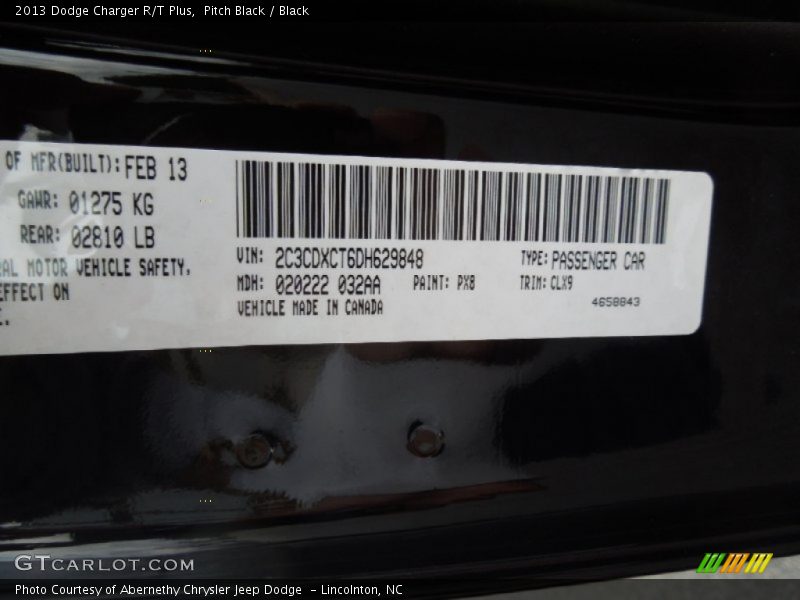 2013 Dodge Charger R/T Plus,  Pitch Black / Black
OF MFR(BUILT): FEB 13
GAWR: 01275 KG
REAR: 02810 LB
MOTOR VEHICLE SAFETY.
EFFECT ON
VIN: 2C3CDXCT6DH629848
TYPE: PASSENGER CAR
MDH: 020222 032AA
PAINT: PX8
TRIM: CLX9
VEHICLE MADE IN CANADA
4658843
GTCARLOT.COM
Photo Courtesy of Abernethy Chrysler Jeep Dodge  - Lincolnton, NC